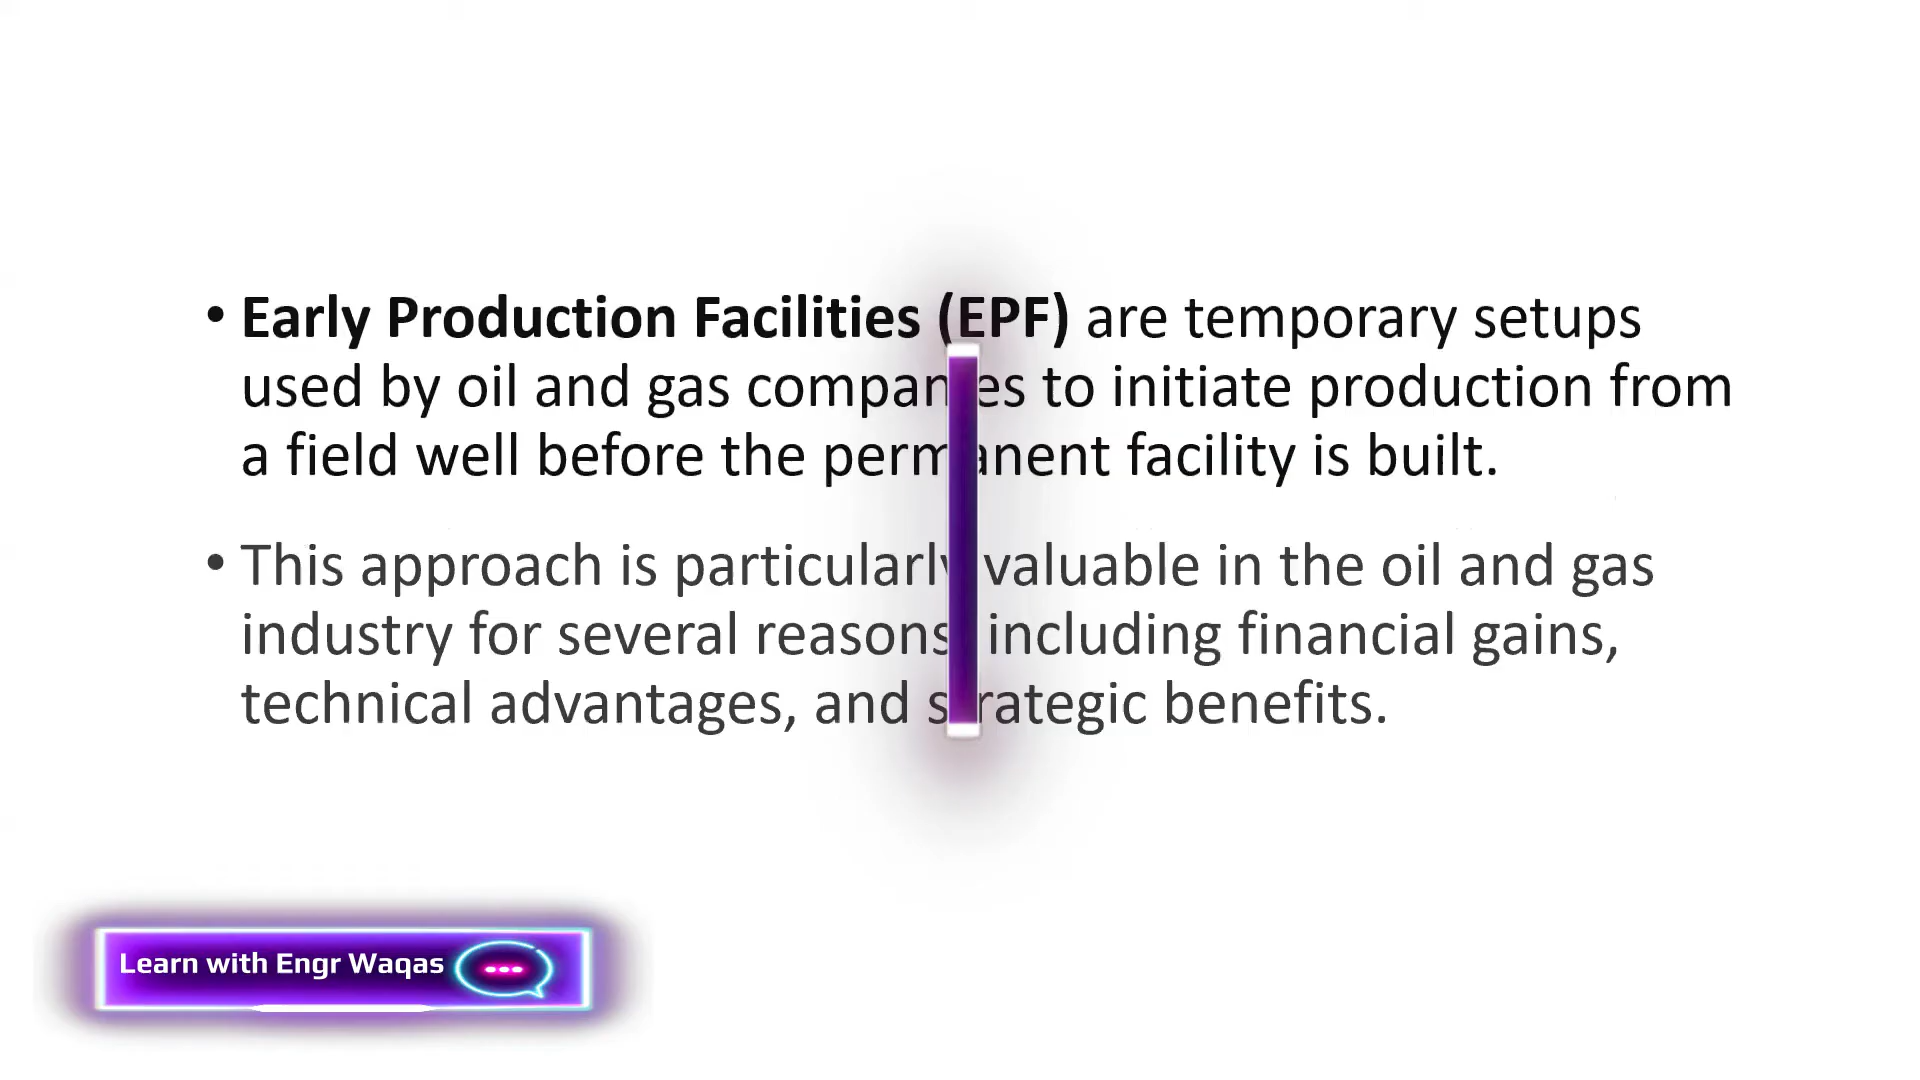 • Early Production Facilities (EPF) are temporary setups
used by oil and gas companies to initiate production from
a field well before the permanent facility is built.
• This approach is particularly valuable in the oil and gas
industry for several reasons, including financial gains,
technical advantages, and strategic benefits.
Learn with Engr Waqas